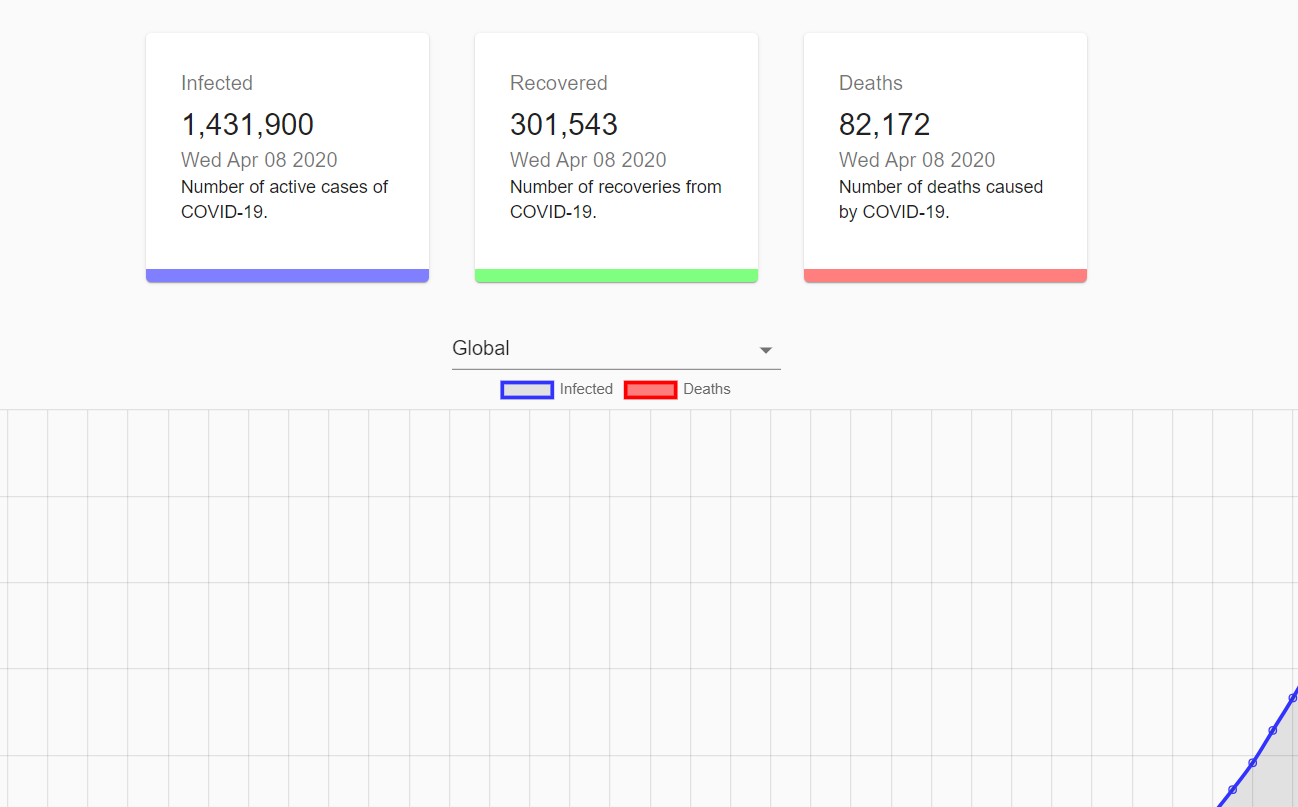 Infected
1,431,900
Wed Apr 08 2020
Number of active cases of
COVID-19.
Recovered
301,543
Wed Apr 08 2020
Number of recoveries from
COVID-19.
Deaths
82,172
Wed Apr 08 2020
Number of deaths caused
by COVID-19.
Global
Infected
Deaths